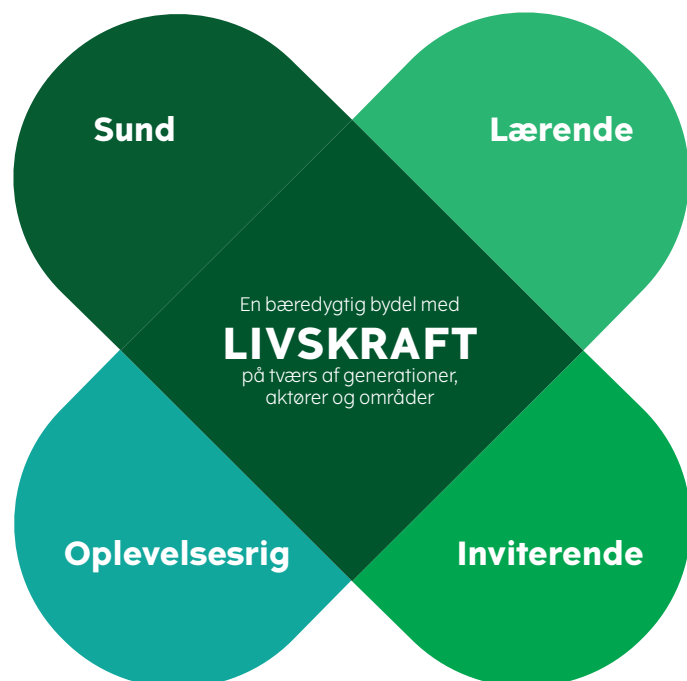 Sund
Lærende
En bæredygtig bydel med
LIVSKRAFT
på tværs af generationer,
aktører og områder
Oplevelsesrig
Inviterende